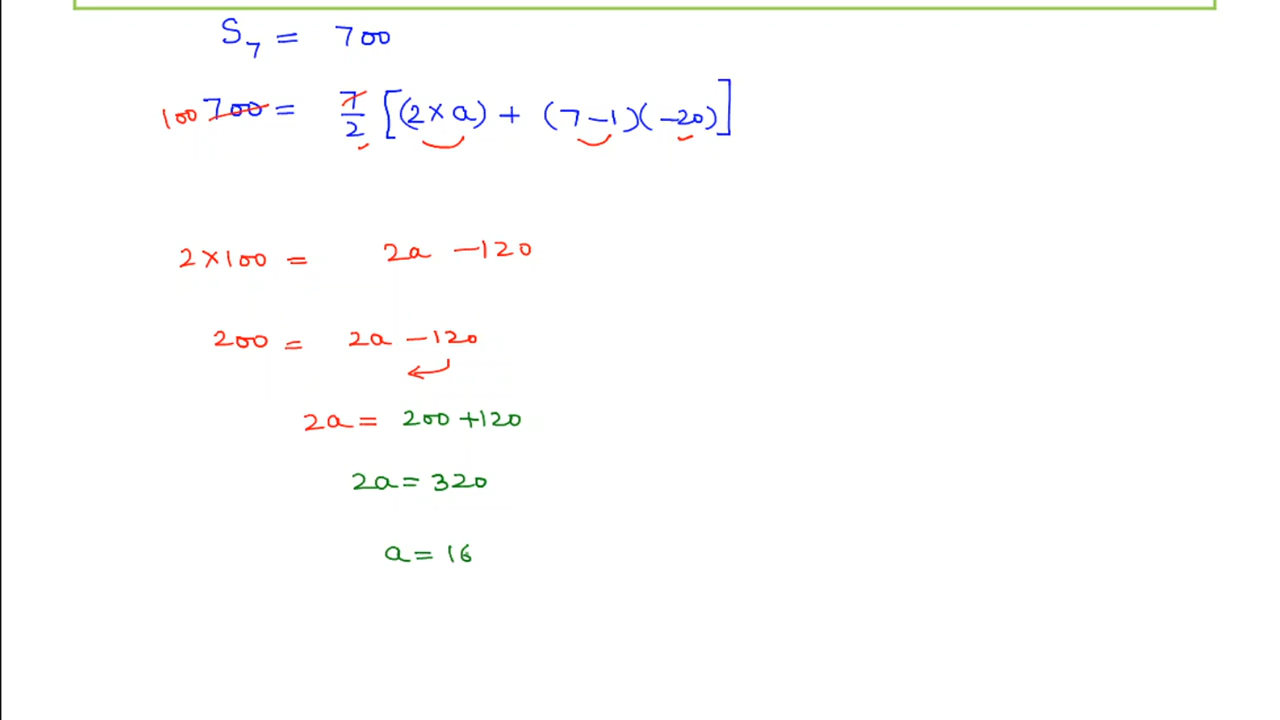 S₇ = 700
100 700 = 7/2 [(2×a) + (7-1)(-20)]
2×100 = 2a -120
200 = 2a -120
2a = 200+120
2a = 320
a = 16